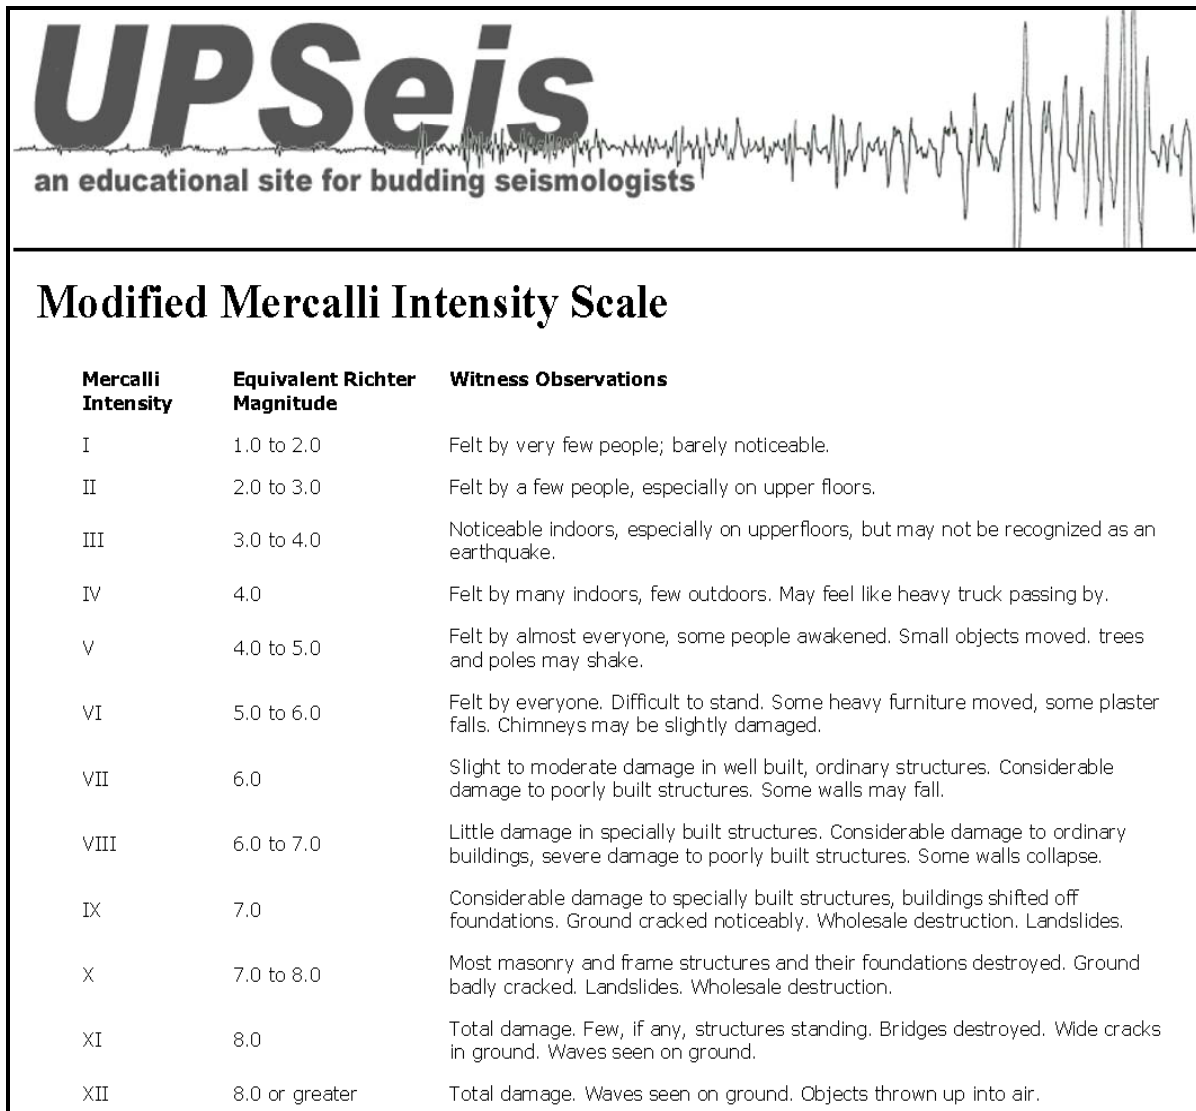 UPSeis
an educational site for budding seismologists
Modified Mercalli Intensity Scale
Mercalli Intensity Equivalent Richter Magnitude Witness Observations
I 1.0 to 2.0 Felt by very few people; barely noticeable.
II 2.0 to 3.0 Felt by a few people, especially on upper floors.
III 3.0 to 4.0 Noticeable indoors, especially on upperfloors, but may not be recognized as an
earthquake.
IV 4.0 Felt by many indoors, few outdoors. May feel like heavy truck passing by.
V 4.0 to 5.0 Felt by almost everyone, some people awakened. Small objects moved. trees
and poles may shake.
VI 5.0 to 6.0 Felt by everyone. Difficult to stand. Some heavy furniture moved, some plaster
falls. Chimneys may be slightly damaged.
VII 6.0 Slight to moderate damage in well built, ordinary structures. Considerable
damage to poorly built structures. Some walls may fall.
VIII 6.0 to 7.0 Little damage in specially built structures. Considerable damage to ordinary
buildings, severe damage to poorly built structures. Some walls collapse.
IX 7.0 Considerable damage to specially built structures, buildings shifted off
foundations. Ground cracked noticeably. Wholesale destruction. Landslides.
X 7.0 to 8.0 Most masonry and frame structures and their foundations destroyed. Ground
badly cracked. Landslides. Wholesale destruction.
XI 8.0 Total damage. Few, if any, structures standing. Bridges destroyed. Wide cracks
in ground. Waves seen on ground.
XII 8.0 or greater Total damage. Waves seen on ground. Objects thrown up into air.